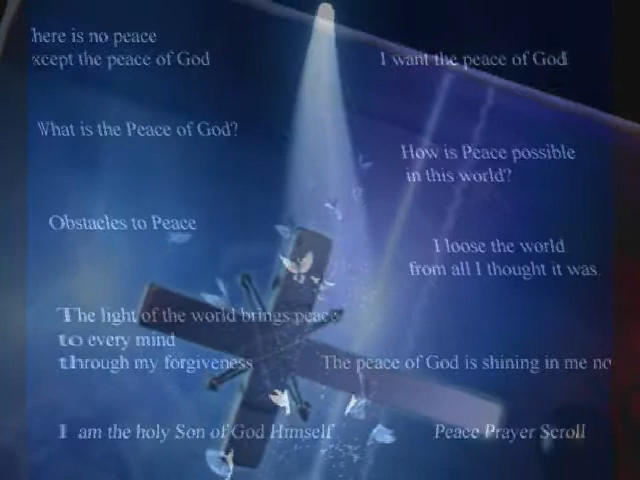 here is no peace
xcept the peace of God
I want the peace of God
What is the Peace of God?
How is Peace possible
in this world?
Obstacles to Peace
I loose the world
from all I thought it was.
The light of the world brings peace
to every mind
through my forgiveness
The peace of God is shining in me no
I am the holy Son of God Himself
Peace Prayer Scroll